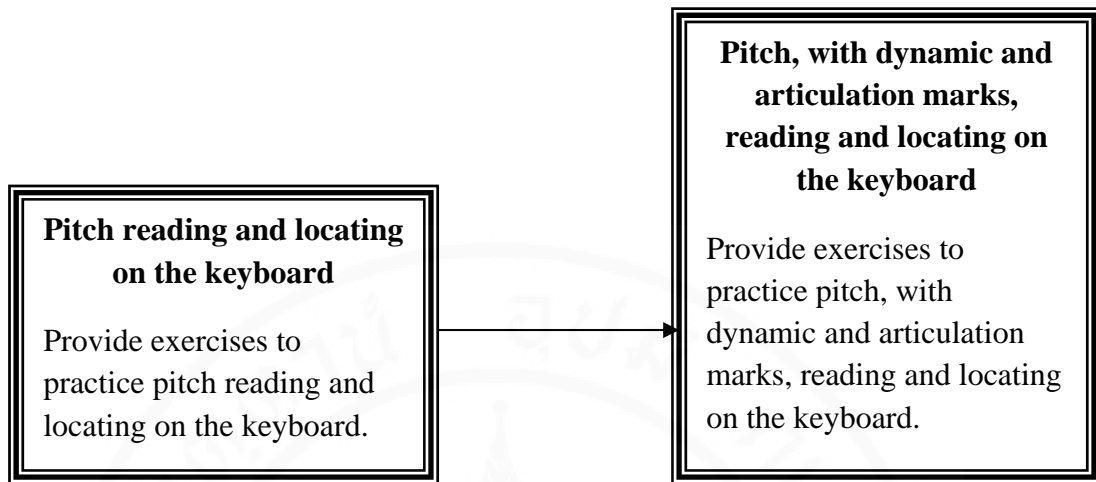 Pitch reading and locating
on the keyboard
Provide exercises to
practice pitch reading and
locating on the keyboard.
Pitch, with dynamic and
articulation marks,
reading and locating on
the keyboard
Provide exercises to
practice pitch, with
dynamic and articulation
marks, reading and locating
on the keyboard.